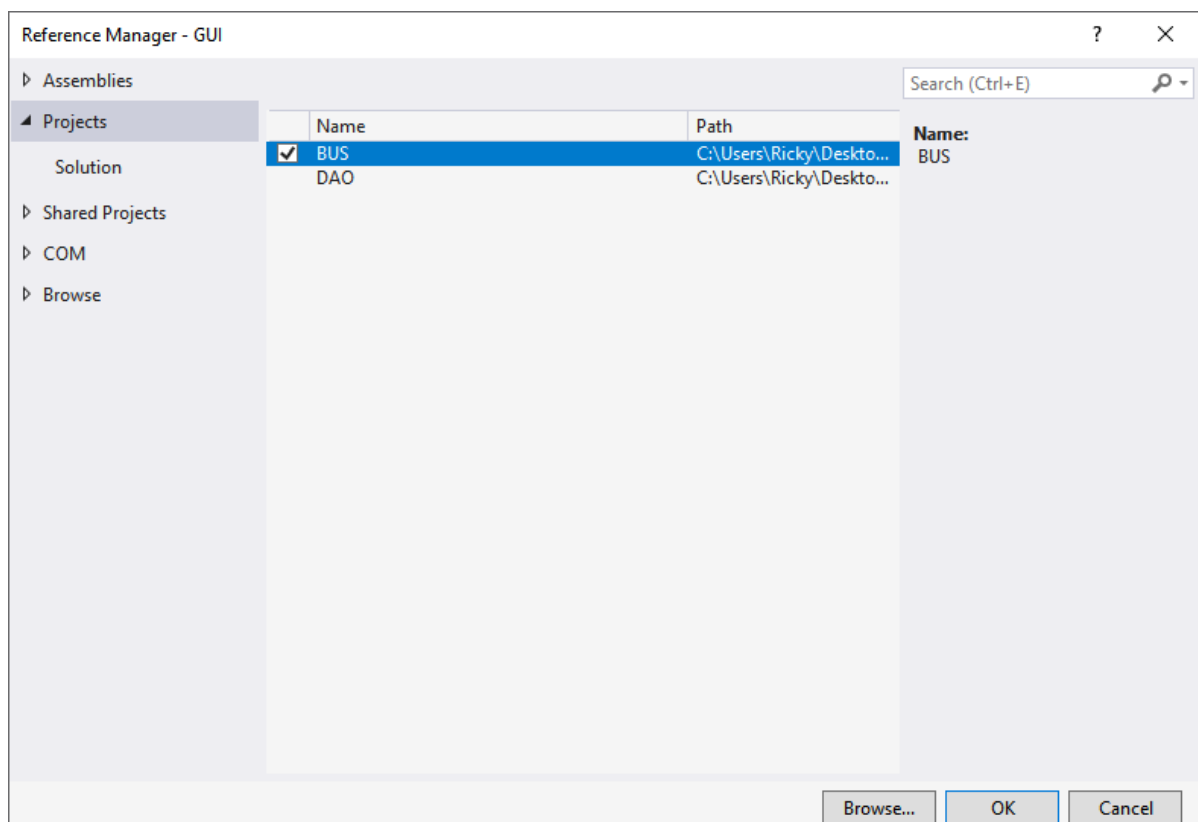 Reference Manager - GUI
?
Assemblies
Projects
Solution
Shared Projects
COM
Browse
Name Path
BUS C:\Users\Ricky\Deskto...
DAO C:\Users\Ricky\Deskto...
Search (Ctrl+E)
Name:
BUS
Browse... OK Cancel